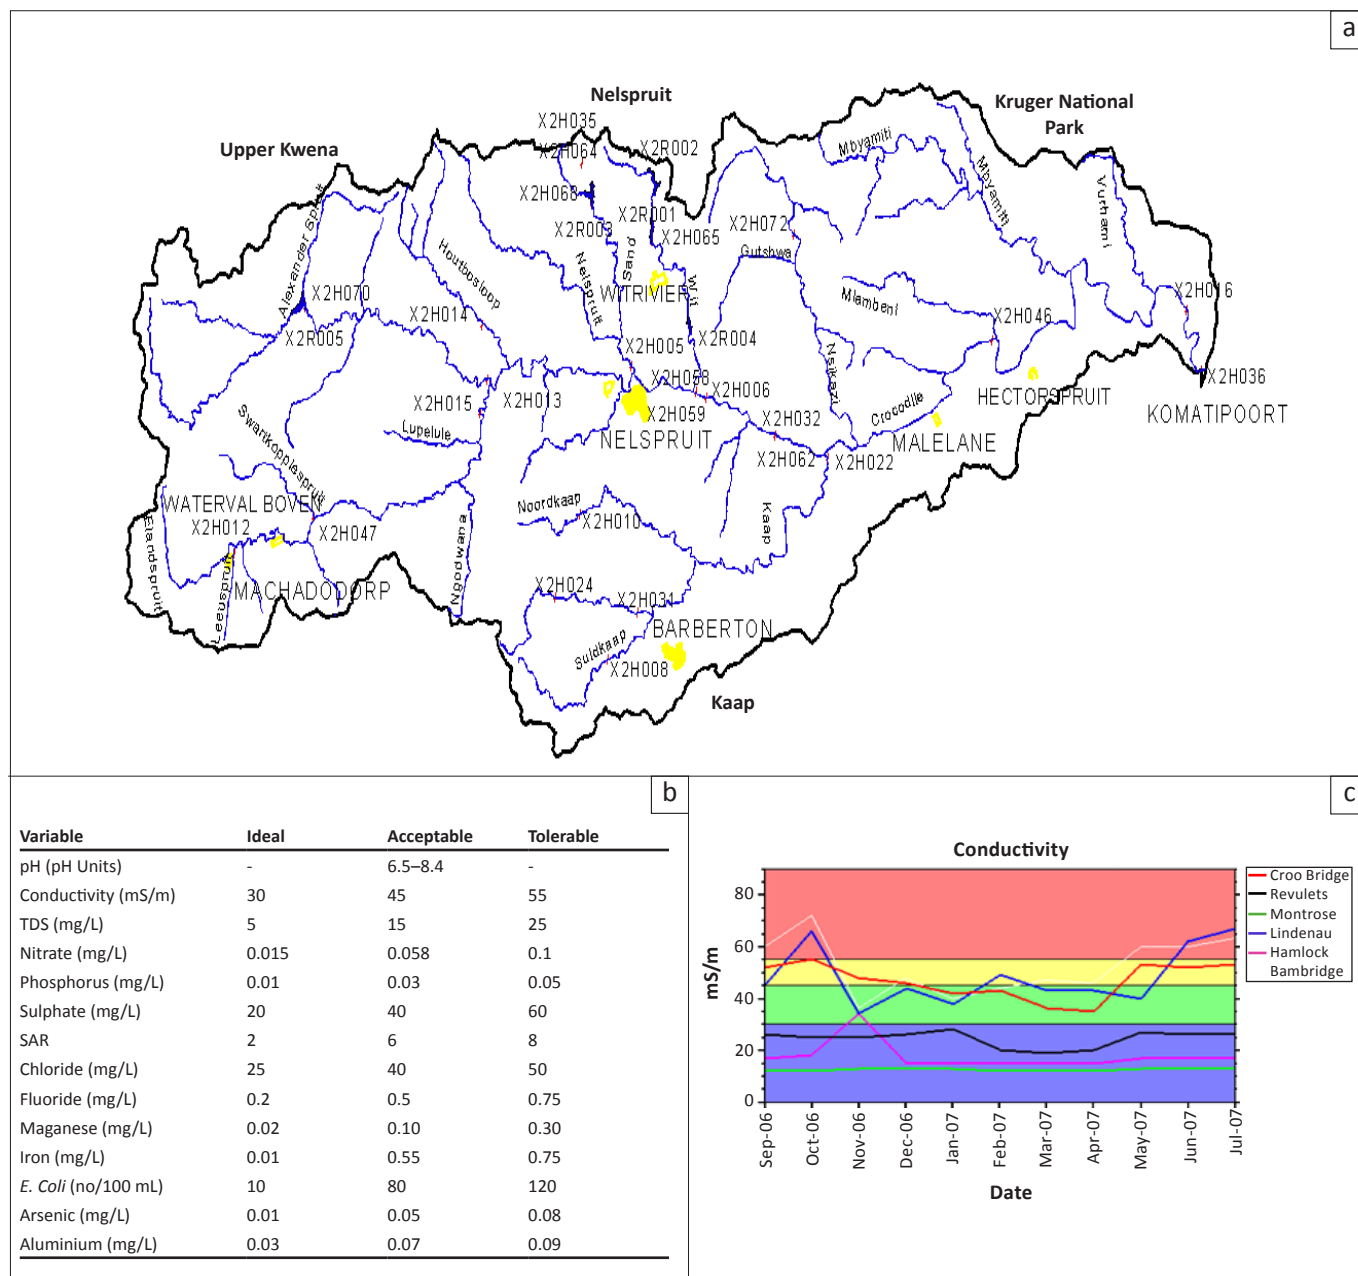 a
Nelspruit
Kruger National
Park
Upper Kwena
X2H035
X2H064
X2R002
X2H068
X2R001
X2R003
X2H065
X2H072
Mbyamiti
Mbyamiti
Vurhami
Alexander Spruit
Houtbosloop
Nelspruit
Sand
Wit
Gutshwa
Mlambeni
Nsikazi
X2H070
X2R005
X2H014
WITRIVIER
X2H005
X2R004
X2H046
X2H016
X2H036
X2H058
X2H006
X2H015
X2H013
X2H059
NELSPRUIT
X2H032
X2H062
X2H022
Crocodile
MALELANE
HECTORSPRUIT
KOMATIPOORT
Lupelule
Swartkoppiespruit
WATERVAL BOVEN
X2H012
X2H047
Elandspruit
Leeuspruit
MACHADODORP
Ngodwana
Noordkaap
X2H010
Kaap
X2H024
X2H031
BARBERTON
Suidkaap
X2H008
Kaap
b
Variable Ideal Acceptable Tolerable
pH (pH Units) - 6.5–8.4 -
Conductivity (mS/m) 30 45 55
TDS (mg/L) 5 15 25
Nitrate (mg/L) 0.015 0.058 0.1
Phosphorus (mg/L) 0.01 0.03 0.05
Sulphate (mg/L) 20 40 60
SAR 2 6 8
Chloride (mg/L) 25 40 50
Fluoride (mg/L) 0.2 0.5 0.75
Maganese (mg/L) 0.02 0.10 0.30
Iron (mg/L) 0.01 0.55 0.75
E. Coli (no/100 mL) 10 80 120
Arsenic (mg/L) 0.01 0.05 0.08
Aluminium (mg/L) 0.03 0.07 0.09
c
Conductivity
mS/m
80
60
40
20
0
Sep-06
Oct-06
Nov-06
Dec-06
Jan-07
Feb-07
Mar-07
Apr-07
May-07
Jun-07
Jul-07
Date
Croo Bridge
Revulets
Montrose
Lindenau
Hamlock
Bambridge